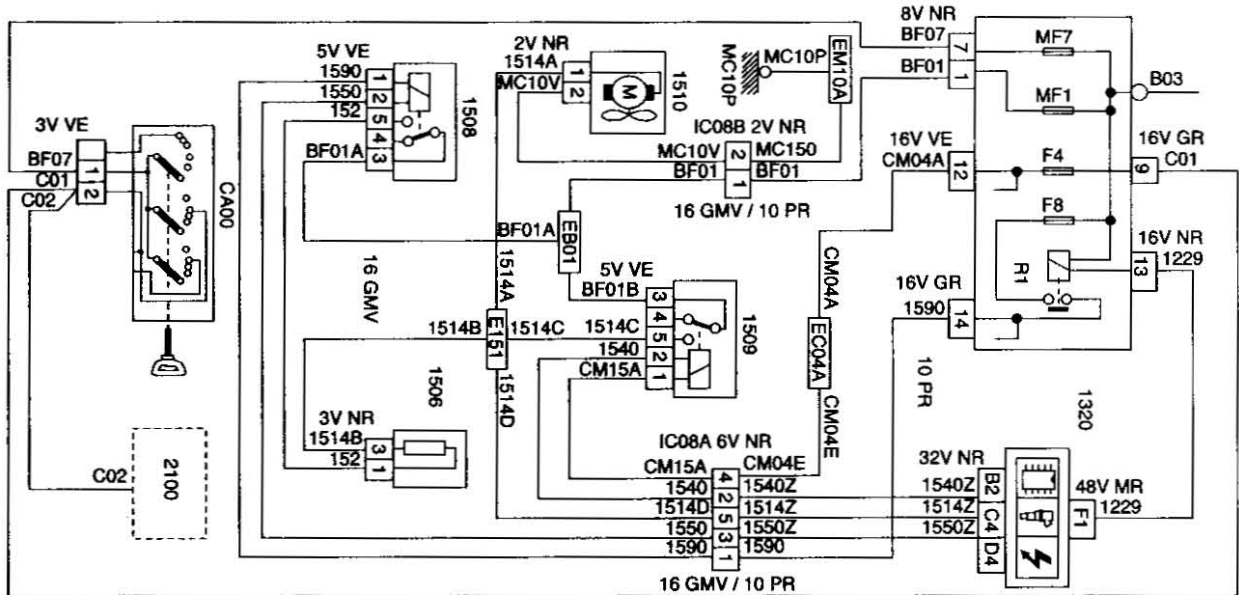 8V NR
BF07
7
BF01
1
MF7
MF1
B03
16V VE
CM04A
12
F4
16V GR
9
C01
F8
R1
16V NR
13
1229
16V GR
1590
14
10 PR
5V VE
1590
1
1550
2
152
5
4
BF01A
3
1508
2V NR
1514A
1
MC10V
2
M
1510
MC10P
MC10P
EM10A
IC08B 2V NR
MC10V
2
MC150
BF01
1
BF01
16 GMV / 10 PR
3V VE
BF07
1
C01
1
2
C02
CA00
BF01A
EB01
16 GMV
1514A
5V VE
BF01B
3
4
1514B
E151
1514C
1514C
5
1540
2
CM15A
1
1509
1514D
CM04A
EC04A
CM04E
1506
3V NR
1514B
3
152
1
C02
2100
IC08A 6V NR
CM15A
4
CM04E
1540
2
1540Z
1514D
5
1514Z
1550
3
1550Z
1590
1
1590
16 GMV / 10 PR
1320
32V NR
1540Z
B2
1514Z
C4
1550Z
D4
48V MR
F1
1229